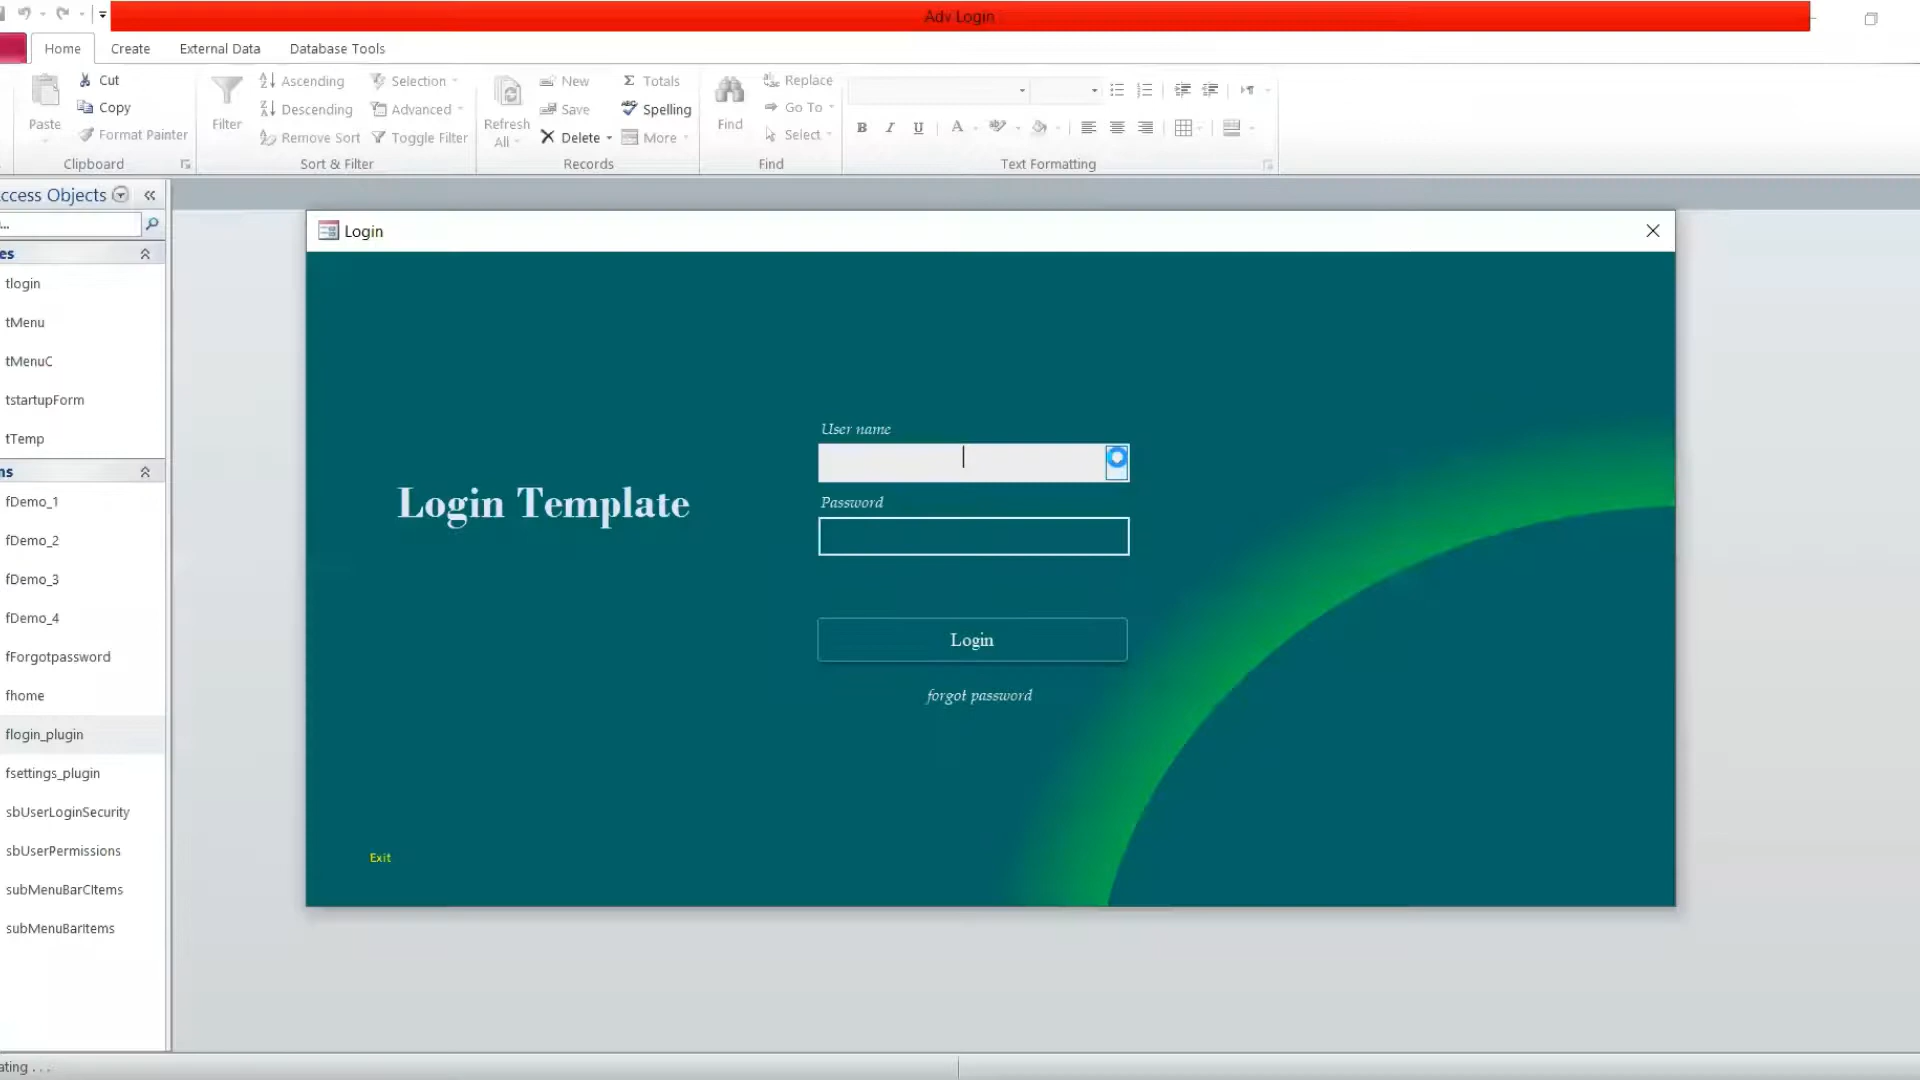 Adv Login
Home Create External Data Database Tools
Paste
Cut
Copy
Format Painter
Clipboard
Filter
Ascending
Descending
Remove Sort
Selection
Advanced
Toggle Filter
Sort & Filter
Refresh
All
New
Save
Delete
Totals
Spelling
More
Records
Find
Replace
Go To
Select
Find
B I U A
Text Formatting
ccess Objects
...
es
tlogin
tMenu
tMenuC
tstartupForm
tTemp
ns
fDemo_1
fDemo_2
fDemo_3
fDemo_4
fForgotpassword
fhome
flogin_plugin
fsettings_plugin
sbUserLoginSecurity
sbUserPermissions
subMenuBarCItems
subMenuBarItems
Login
Login Template
User name
Password
Login
forgot password
Exit
ating . . .